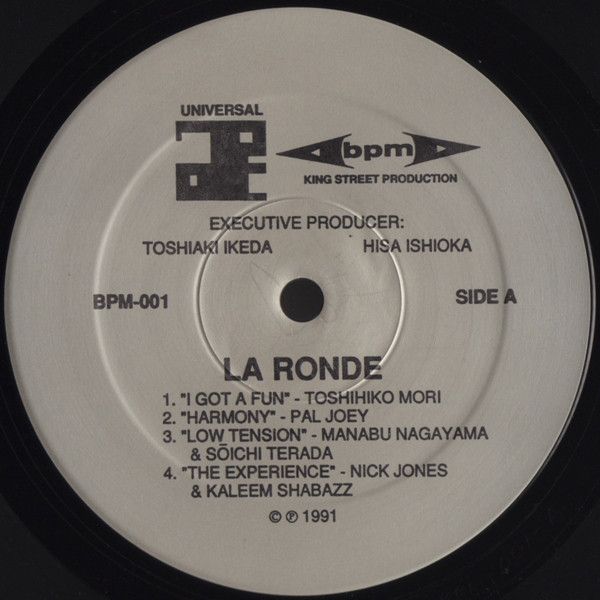 UNIVERSAL
bpm
KING STREET PRODUCTION
EXECUTIVE PRODUCER:
TOSHIAKI IKEDA HISA ISHIOKA
BPM-001 SIDE A
LA RONDE
1. "I GOT A FUN" - TOSHIHIKO MORI
2. "HARMONY" - PAL JOEY
3. "LOW TENSION" - MANABU NAGAYAMA
& SŌICHI TERADA
4. "THE EXPERIENCE" - NICK JONES
& KALEEM SHABAZZ
© ℗ 1991